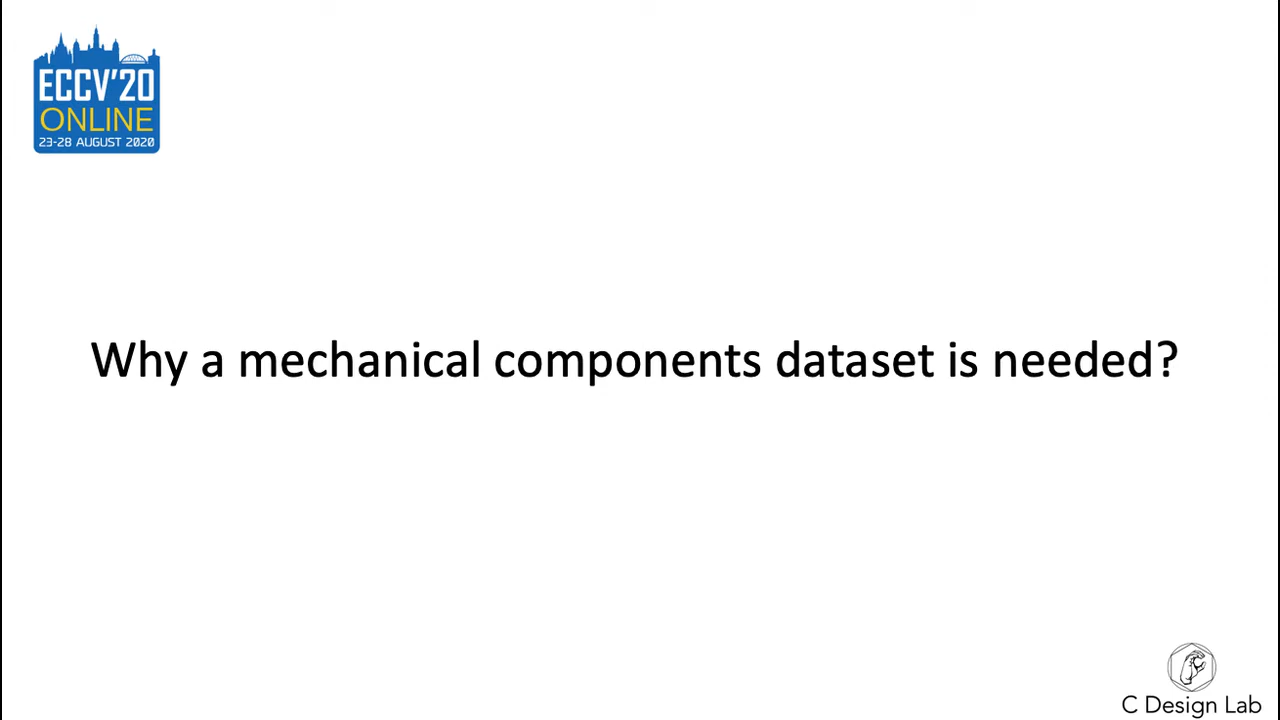 ECCV'20
ONLINE
23-28 AUGUST 2020
Why a mechanical components dataset is needed?
C Design Lab